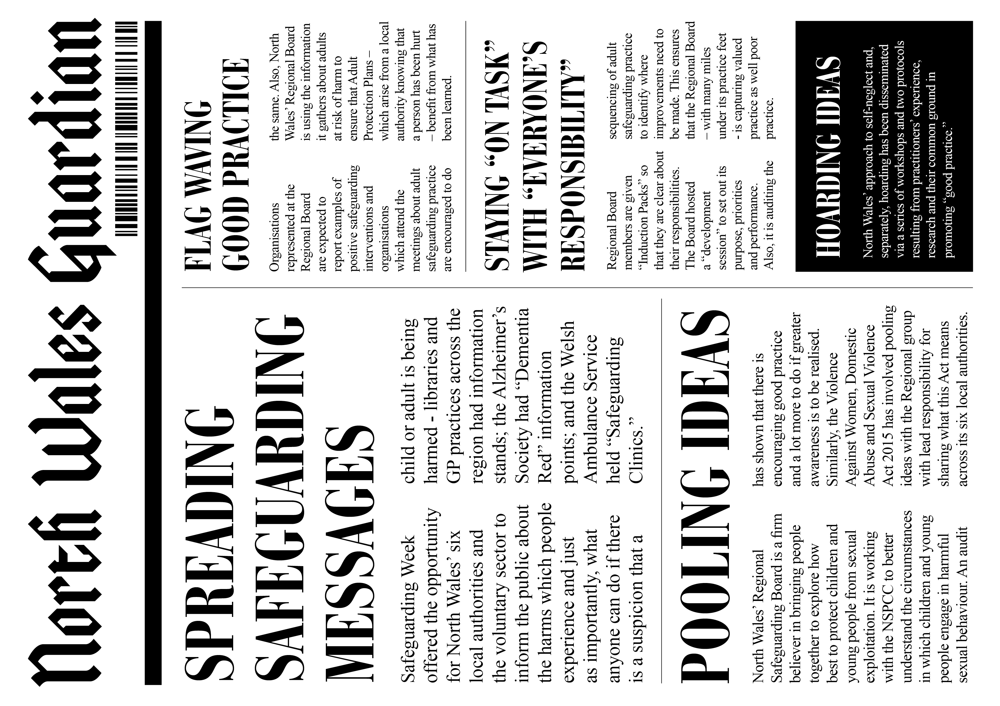 North Wales Guardian
SPREADING
SAFEGUARDING
MESSAGES
Safeguarding Week
offered the opportunity
for North Wales’ six
local authorities and
the voluntary sector to
inform the public about
the harms which people
experience and just
as importantly, what
anyone can do if there
is a suspicion that a
child or adult is being
harmed - libraries and
GP practices across the
region had information
stands; the Alzheimer’s
Society had “Dementia
Red” information
points; and the Welsh
Ambulance Service
held “Safeguarding
Clinics.”
POOLING IDEAS
North Wales’ Regional
Safeguarding Board is a firm
believer in bringing people
together to explore how
best to protect children and
young people from sexual
exploitation. It is working
with the NSPCC to better
understand the circumstances
in which children and young
people engage in harmful
sexual behaviour. An audit
has shown that there is
encouraging good practice
and a lot more to do if greater
awareness is to be realised.
Similarly, the Violence
Against Women, Domestic
Abuse and Sexual Violence
Act 2015 has involved pooling
ideas with the Regional group
with lead responsibility for
sharing what this Act means
across its six local authorities.
FLAG WAVING
GOOD PRACTICE
Organisations
represented at the
Regional Board
are expected to
report examples of
positive safeguarding
interventions and
organisations
which attend the
meetings about adult
safeguarding practice
are encouraged to do
the same. Also, North
Wales’ Regional Board
is using the information
it gathers about adults
at risk of harm to
ensure that Adult
Protection Plans –
which arise from a local
authority knowing that
a person has been hurt
– benefit from what has
been learned.
STAYING “ON TASK”
WITH “EVERYONE’S
RESPONSIBILITY”
Regional Board
members are given
“Induction Packs” so
that they are clear about
their responsibilities.
The Board hosted
a “development
session” to set out its
purpose, priorities
and performance.
Also, it is auditing the
sequencing of adult
safeguarding practice
to identify where
improvements need to
be made. This ensures
that the Regional Board
– with many miles
under its practice feet
- is capturing valued
practice as well poor
practice.
HOARDING IDEAS
North Wales’ approach to self-neglect and,
separately, hoarding has been disseminated
via a series of workshops and two protocols
resulting from practitioners’ experience,
research and their common ground in
promoting “good practice.”